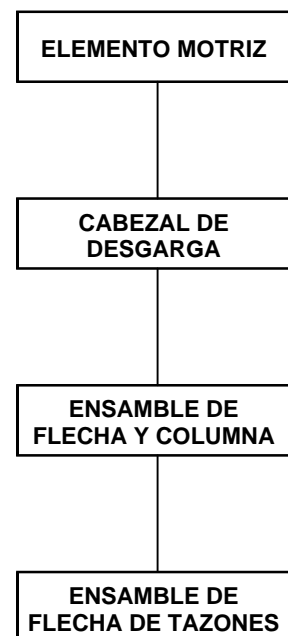 ELEMENTO MOTRIZ
CABEZAL DE
DESGARGA
ENSAMBLE DE
FLECHA Y COLUMNA
ENSAMBLE DE
FLECHA DE TAZONES